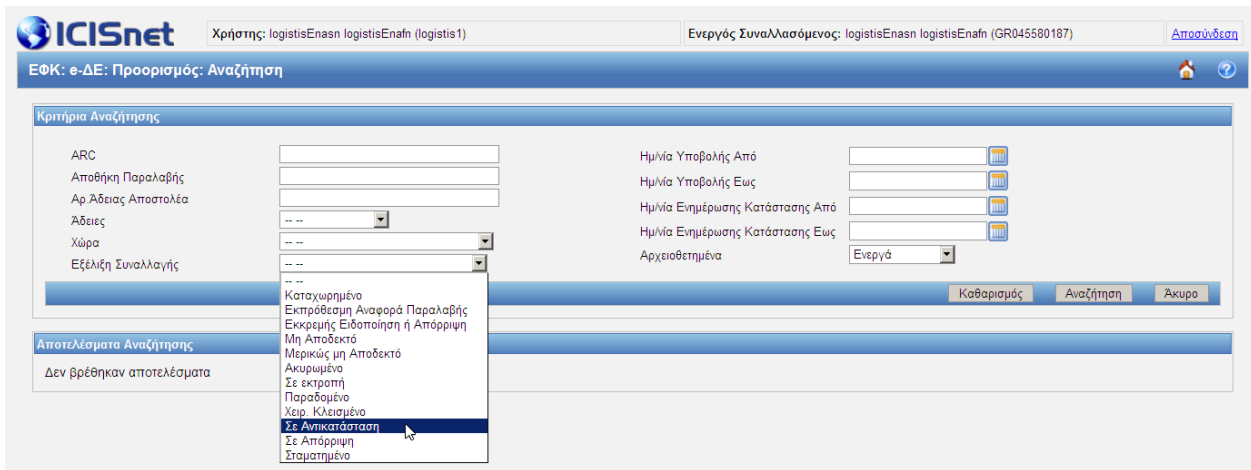 ICISnet
Χρήστης: logistisEnasn logistisEnafn (logistis1)
Ενεργός Συναλλασόμενος: logistisEnasn logistisEnafn (GR045580187)
Αποσύνδεση
ΕΦΚ: e-ΔΕ: Προορισμός: Αναζήτηση
Κριτήρια Αναζήτησης
ARC
Αποθήκη Παραλαβής
Αρ.Άδειας Αποστολέα
Άδειες -- --
Χώρα -- --
Εξέλιξη Συναλλαγής -- --
-- --
Καταχωρημένο
Εκπρόθεσμη Αναφορά Παραλαβής
Εκκρεμής Ειδοποίηση ή Απόρριψη
Μη Αποδεκτό
Μερικώς μη Αποδεκτό
Ακυρωμένο
Σε εκτροπή
Παραδομένο
Χειρ. Κλεισμένο
Σε Αντικατάσταση
Σε Απόρριψη
Σταματημένο
Ημ/νία Υποβολής Από
Ημ/νία Υποβολής Εως
Ημ/νία Ενημέρωσης Κατάστασης Από
Ημ/νία Ενημέρωσης Κατάστασης Εως
Αρχειοθετημένα Ενεργά
Καθαρισμός Αναζήτηση Άκυρο
Αποτελέσματα Αναζήτησης
Δεν βρέθηκαν αποτελέσματα